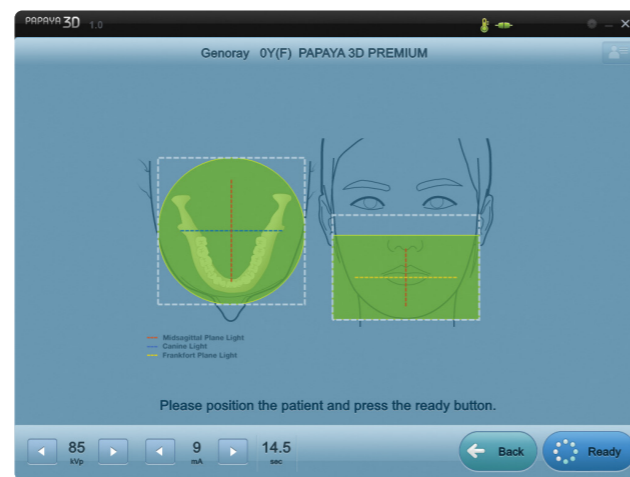 PAPAYA 3D 1.0
Genoray 0Y(F) PAPAYA 3D PREMIUM
Midsagittal Plane Light
Canine Light
Frankfort Plane Light
Please position the patient and press the ready button.
85 9 14.5
kVp mA sec
Back Ready